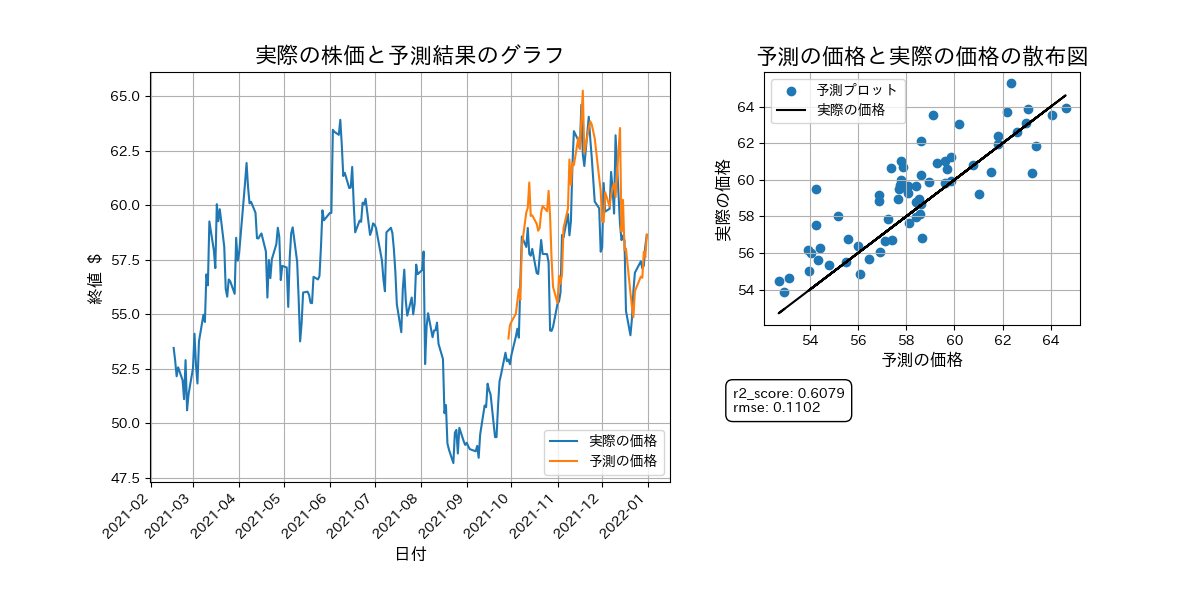 実際の株価と予測結果のグラフ
終値 $
65.0
62.5
60.0
57.5
55.0
52.5
50.0
47.5
実際の価格
予測の価格
2021-02
2021-03
2021-04
2021-05
2021-06
2021-07
2021-08
2021-09
2021-10
2021-11
2021-12
2022-01
日付
予測の価格と実際の価格の散布図
予測プロット
実際の価格
実際の価格
64
62
60
58
56
54
54
56
58
60
62
64
予測の価格
r2_score: 0.6079
rmse: 0.1102